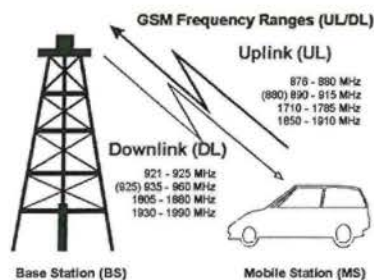 GSM Frequency Ranges (UL/DL)
Uplink (UL)
876 - 880 MHz
(880) 890 - 915 MHz
1710 - 1785 MHz
1850 - 1910 MHz
Downlink (DL)
921 - 925 MHz
(925) 935 - 960 MHz
1805 - 1880 MHz
1930 - 1990 MHz
Base Station (BS)
Mobile Station (MS)